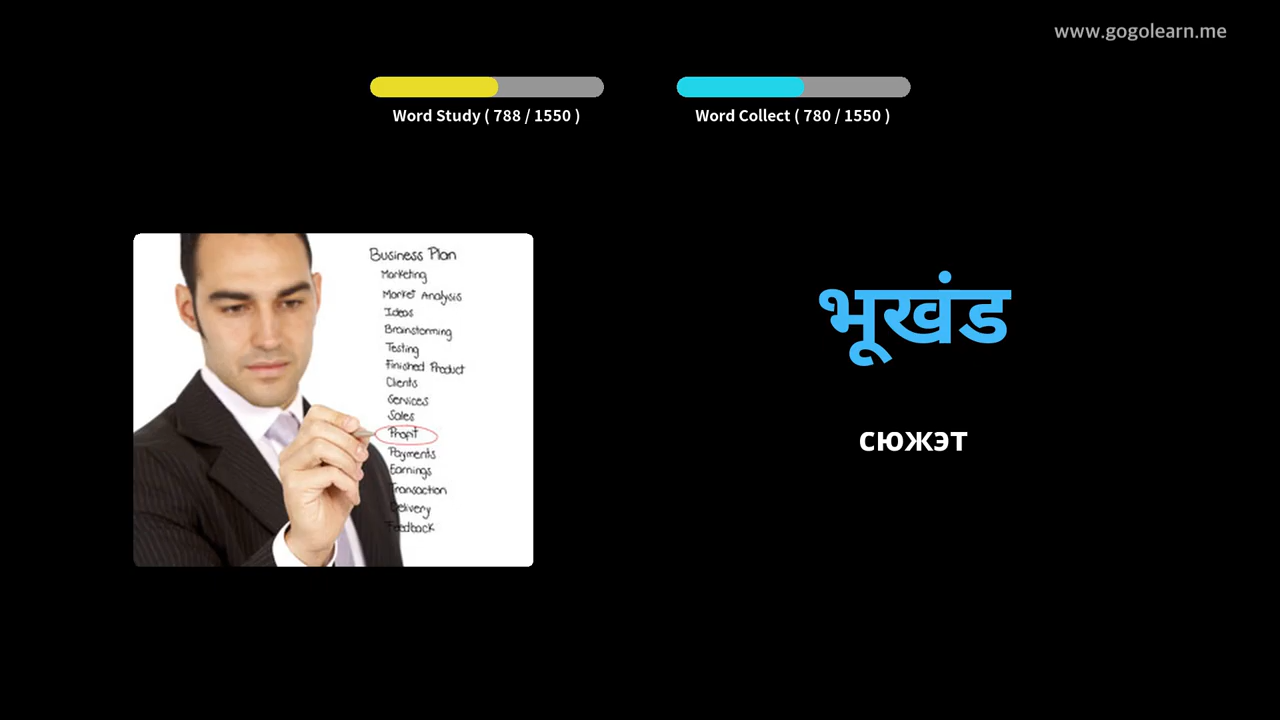 www.gogolearn.me
Word Study ( 788 / 1550 )
Word Collect ( 780 / 1550 )
Business Plan
Marketing
Market Analysis
Ideas
Brainstorming
Testing
Finished Product
Clients
Services
Sales
Profit
Payments
Earnings
Transaction
Delivery
Feedback
भूखंड
сюжэт